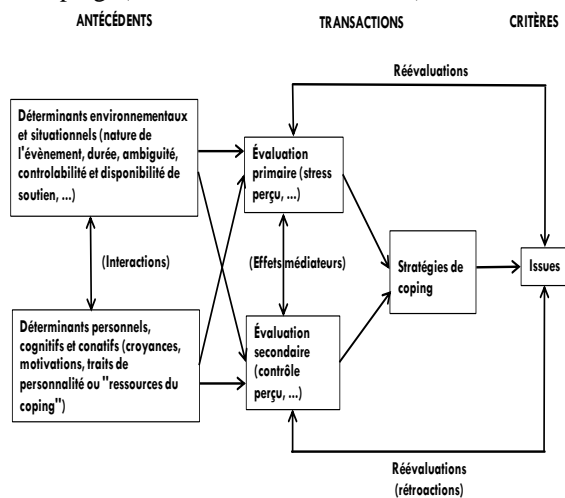 ANTÉCÉDENTS
TRANSACTIONS
CRITÈRES
Réévaluations
Déterminants environnementaux
et situationnels (nature de
l'évènement, durée, ambiguité,
controlabilité et disponibilité de
soutien, ...)
Évaluation
primaire (stress
perçu, ...)
(Interactions)
(Effets médiateurs)
Stratégies de
coping
Issues
Déterminants personnels,
cognitifs et conatifs (croyances,
motivations, traits de
personnalité ou "ressources du
coping")
Évaluation
secondaire
(contrôle
perçu, ...)
Réévaluations
(rétroactions)